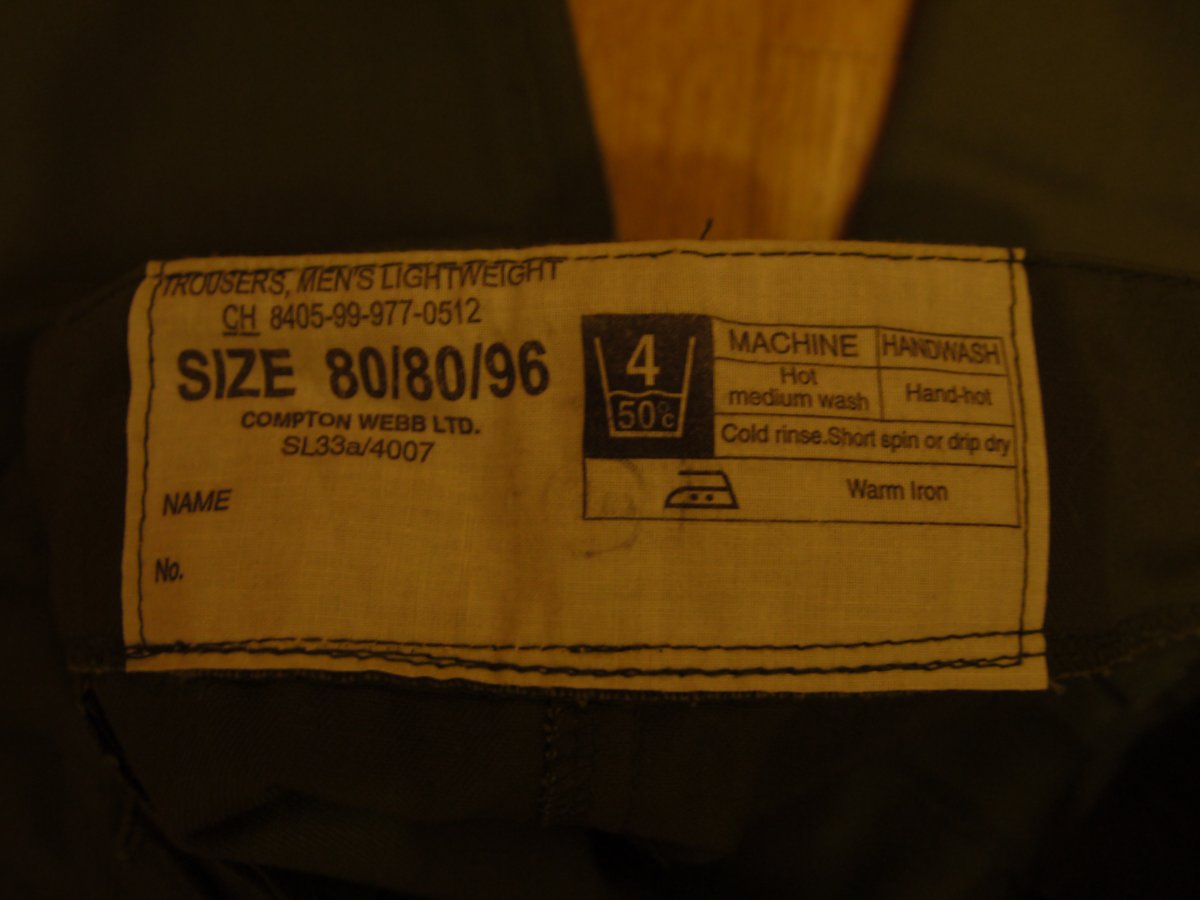 TROUSERS, MEN'S LIGHTWEIGHT
CH 8405-99-977-0512
SIZE 80/80/96
COMPTON WEBB LTD.
SL33a/4007
NAME
No.
4
50°c
MACHINE HANDWASH
Hot medium wash Hand-hot
Cold rinse.Short spin or drip dry
Warm Iron